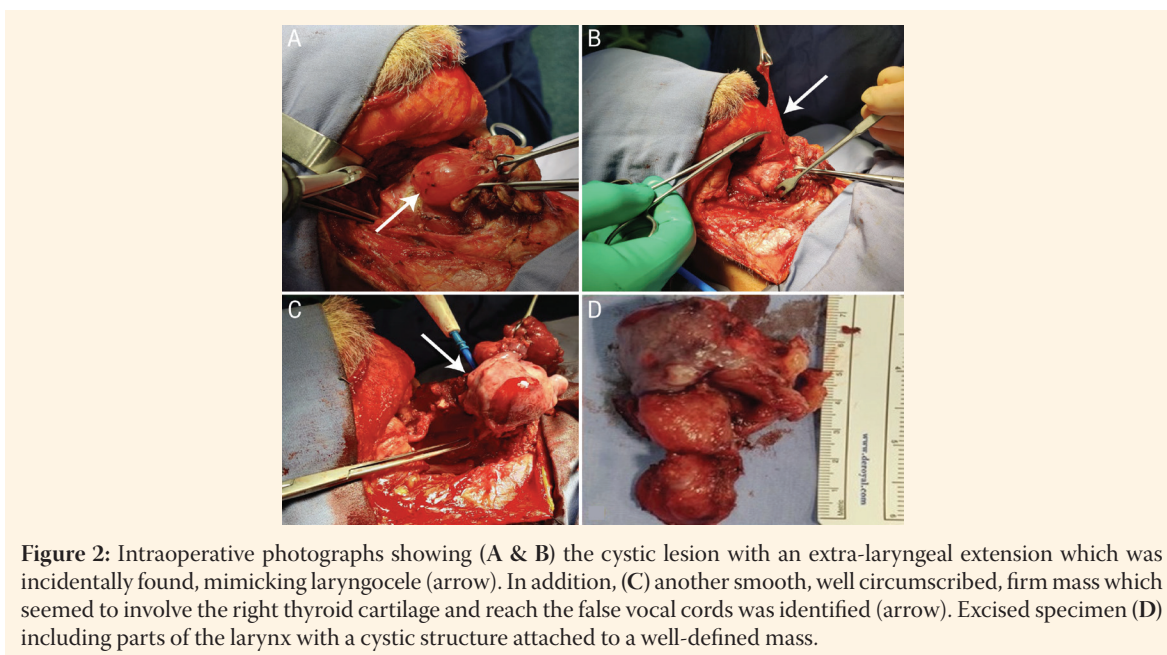 A
B
C
D
www.deroyal.com
Figure 2: Intraoperative photographs showing (A & B) the cystic lesion with an extra-laryngeal extension which was
incidentally found, mimicking laryngocele (arrow). In addition, (C) another smooth, well circumscribed, firm mass which
seemed to involve the right thyroid cartilage and reach the false vocal cords was identified (arrow). Excised specimen (D)
including parts of the larynx with a cystic structure attached to a well-defined mass.